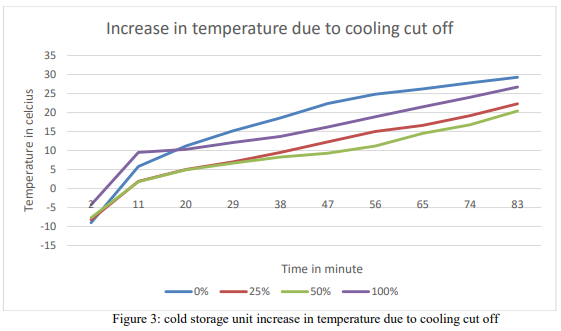 Increase in temperature due to cooling cut off
35
30
25
20
15
10
5
0
-5
-10
-15
Temperature in celcius
2 11 20 29 38 47 56 65 74 83
Time in minute
0% 25% 50% 100%
Figure 3: cold storage unit increase in temperature due to cooling cut off